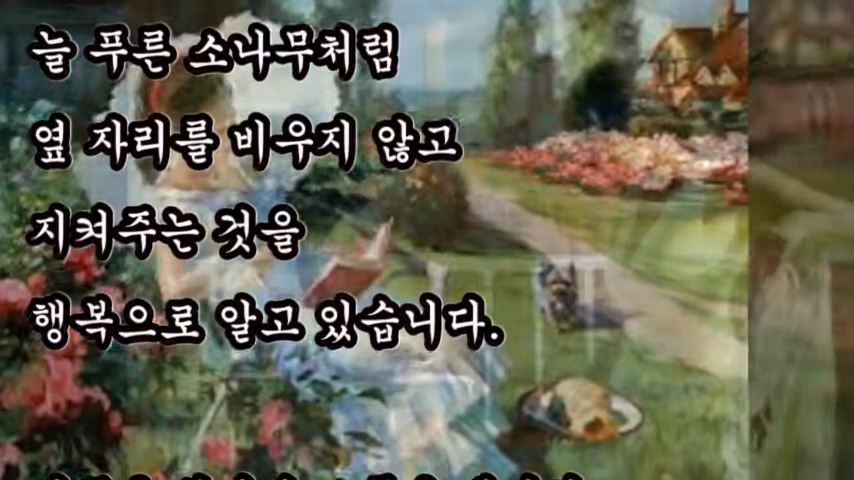 늘 푸른 소나무처럼
옆 자리를 비우지 않고
지켜주는 것을
행복으로 알고 있습니다.